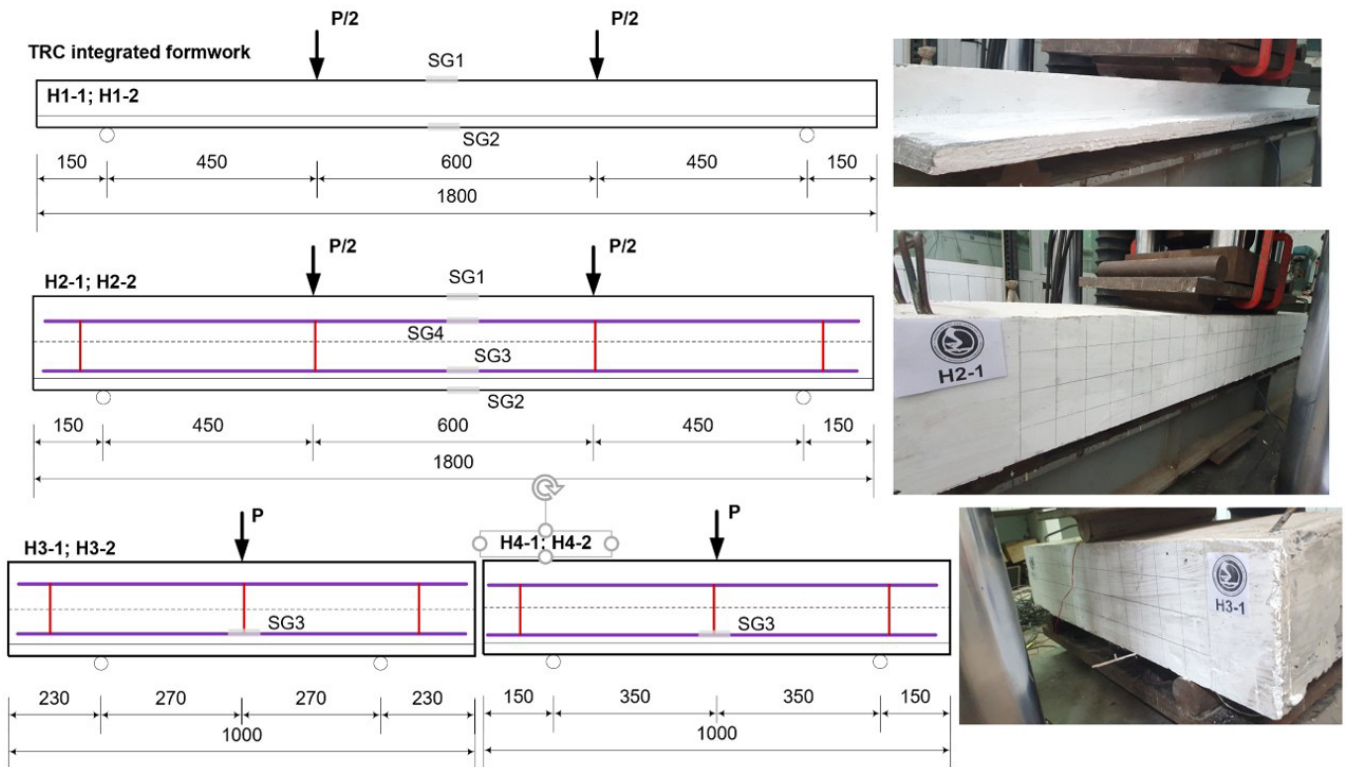 P/2
P/2
TRC integrated formwork
SG1
H1-1; H1-2
SG2
150
450
600
450
150
1800
P/2
P/2
H2-1; H2-2
SG1
SG4
SG3
SG2
150
450
600
450
150
1800
H2-1
P
P
H3-1; H3-2
H4-1; H4-2
SG3
SG3
H3-1
230
270
270
230
1000
150
350
350
150
1000